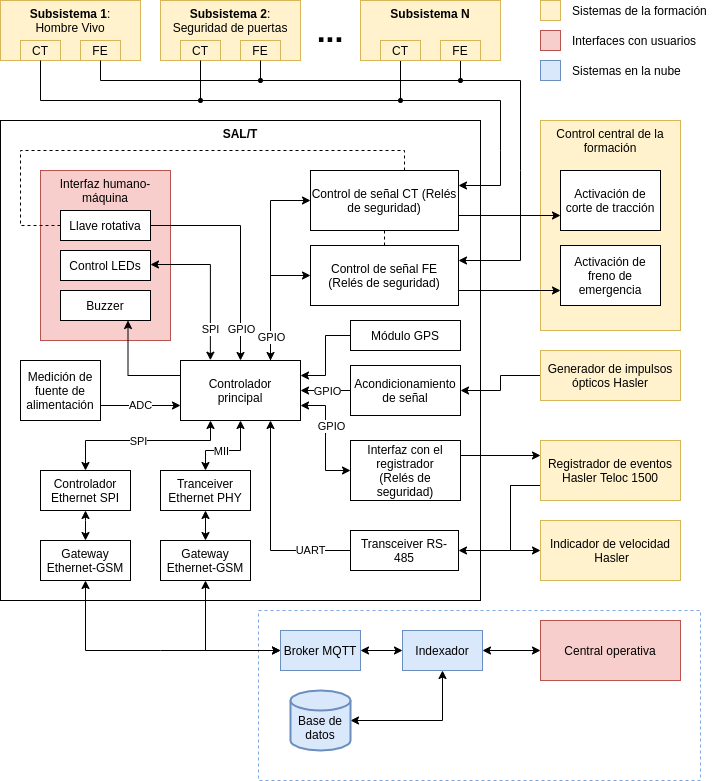 Subsistema 1:
Hombre Vivo
CT
FE
Subsistema 2:
Seguridad de puertas
CT
FE
...
Subsistema N
CT
FE
Sistemas de la formación
Interfaces con usuarios
Sistemas en la nube
SAL/T
Interfaz humano-
máquina
Llave rotativa
Control LEDs
Buzzer
Control de señal CT (Relés
de seguridad)
Control de señal FE
(Relés de seguridad)
Control central de la
formación
Activación de
corte de tracción
Activación de
freno de
emergencia
SPI
GPIO
GPIO
Módulo GPS
Medición de
fuente de
alimentación
ADC
Controlador
principal
GPIO
Acondicionamiento
de señal
Generador de impulsos
ópticos Hasler
GPIO
SPI
MII
Interfaz con el
registrador
(Relés de
seguridad)
Registrador de eventos
Hasler Teloc 1500
Controlador
Ethernet SPI
Tranceiver
Ethernet PHY
Gateway
Ethernet-GSM
Gateway
Ethernet-GSM
UART
Transceiver RS-
485
Indicador de velocidad
Hasler
Broker MQTT
Indexador
Central operativa
Base de
datos